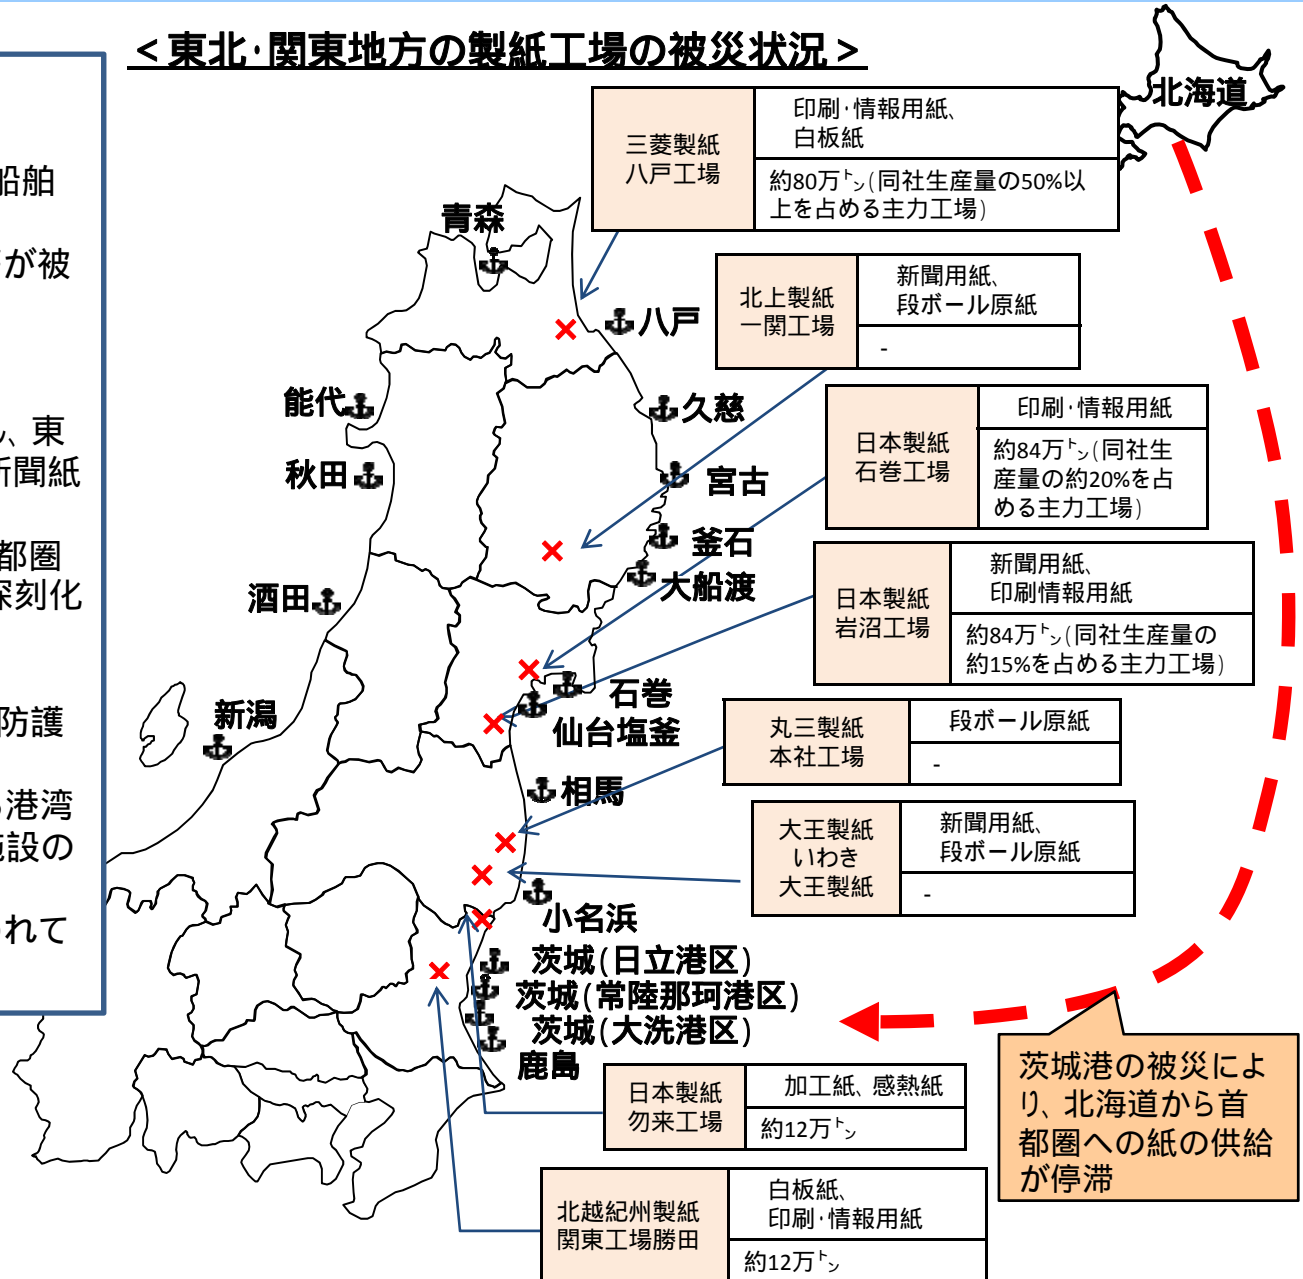 <東北･関東地方の製紙工場の被災状況>
船舶
が被
、東
新聞紙
都圏
深刻化
防護
港湾
施設の
れて
北海道
三菱製紙
八戸工場
印刷･情報用紙、
白板紙
約80万㌧(同社生産量の50%以
上を占める主力工場)
北上製紙
一関工場
新聞用紙、
段ボール原紙
-
日本製紙
石巻工場
印刷･情報用紙
約84万㌧(同社生
産量の約20%を占
める主力工場)
日本製紙
岩沼工場
新聞用紙、
印刷情報用紙
約84万㌧(同社生産量の
約15%を占める主力工場)
丸三製紙
本社工場
段ボール原紙
-
大王製紙
いわき
大王製紙
新聞用紙、
段ボール原紙
-
日本製紙
勿来工場
加工紙、感熱紙
約12万㌧
北越紀州製紙
関東工場勝田
白板紙、
印刷･情報用紙
約12万㌧
青森
八戸
能代
久慈
秋田
宮古
釜石
大船渡
酒田
石巻
仙台塩釜
新潟
相馬
小名浜
茨城(日立港区)
茨城(常陸那珂港区)
茨城(大洗港区)
鹿島
茨城港の被災によ
り、北海道から首
都圏への紙の供給
が停滞